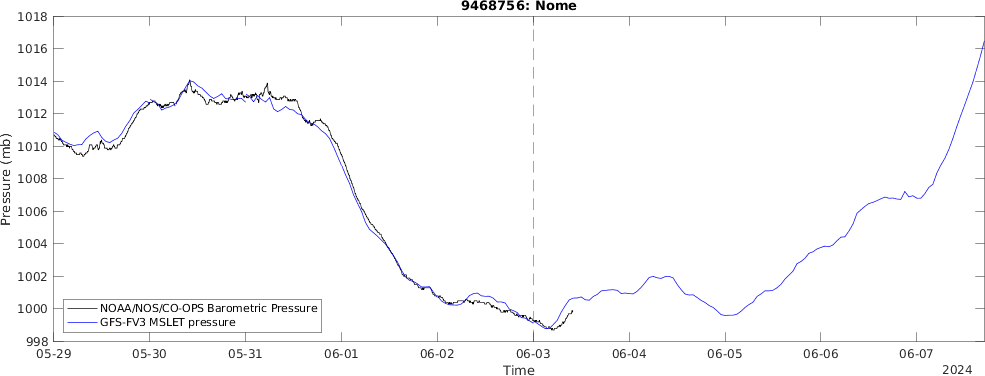 9468756: Nome
1018
1016
1014
1012
1010
1008
1006
1004
1002
1000
998
Pressure (mb)
NOAA/NOS/CO-OPS Barometric Pressure
GFS-FV3 MSLET pressure
05-29 05-30 05-31 06-01 06-02 06-03 06-04 06-05 06-06 06-07
Time
2024